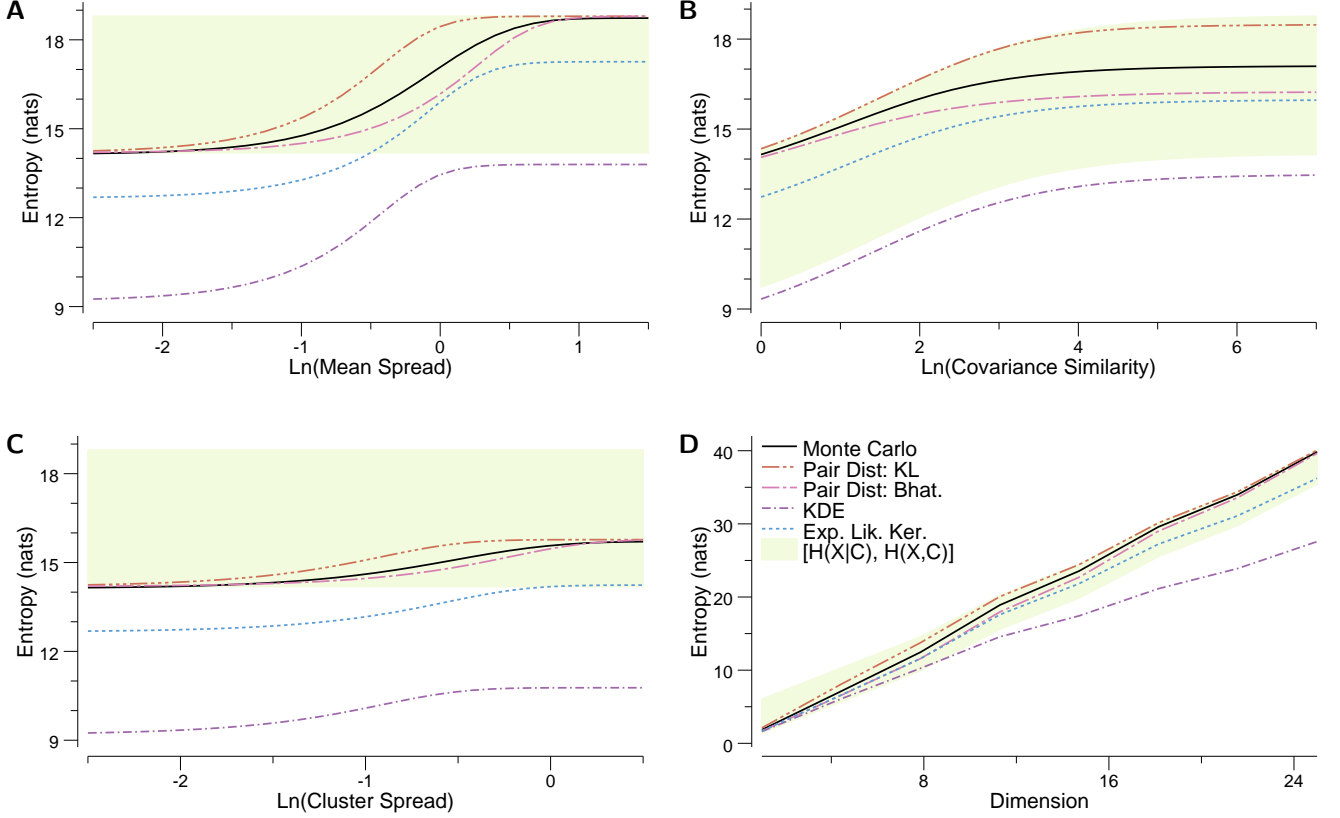 A
Entropy (nats)
18
15
12
9
-2
-1
0
1
Ln(Mean Spread)
B
Entropy (nats)
18
15
12
9
0
2
4
6
Ln(Covariance Similarity)
C
Entropy (nats)
18
15
12
9
-2
-1
0
Ln(Cluster Spread)
D
Entropy (nats)
40
30
20
10
0
Monte Carlo
Pair Dist: KL
Pair Dist: Bhat.
KDE
Exp. Lik. Ker.
[H(X|C), H(X,C)]
8
16
24
Dimension